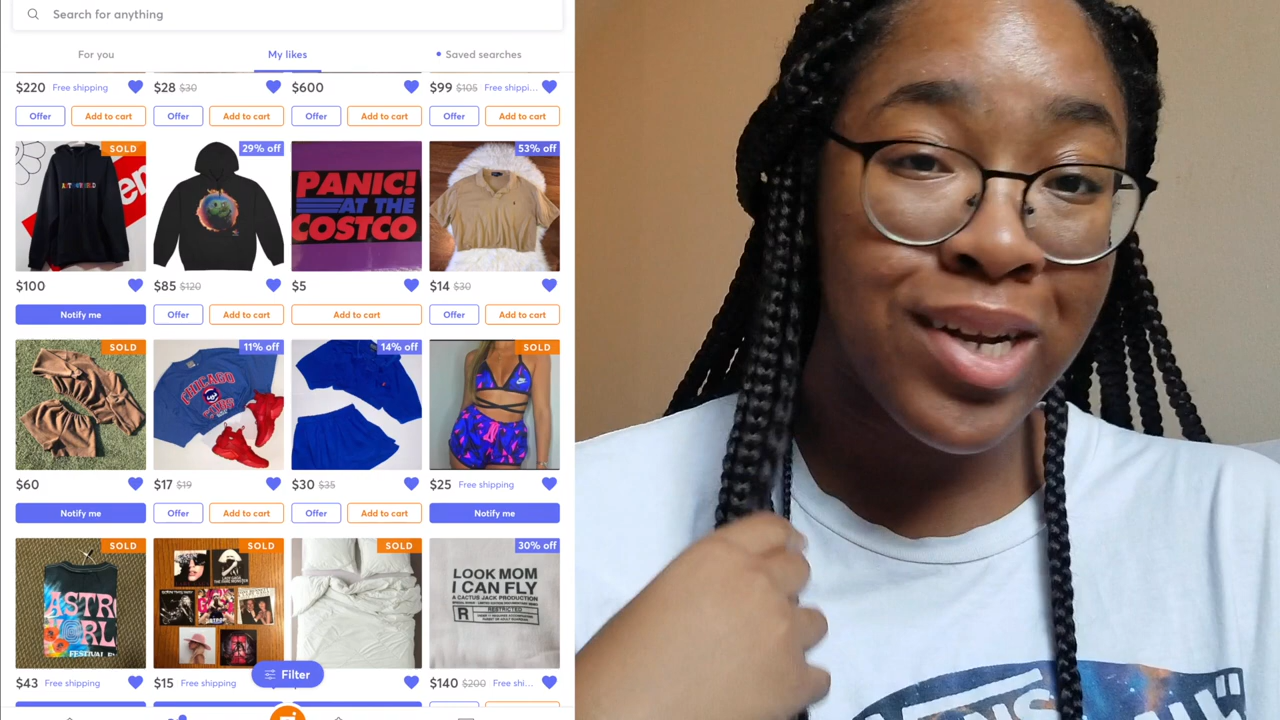 Search for anything
For you My likes Saved searches
$220 Free shipping $28 $30 $600 $99 $105 Free shippi...
Offer Add to cart Offer Add to cart Offer Add to cart Offer Add to cart
SOLD 29% off 53% off
PANIC!
AT THE
COSTCO
$100 $85 $120 $5 $14 $30
Notify me Offer Add to cart Add to cart Offer Add to cart
SOLD 11% off 14% off SOLD
CHICAGO
$60 $17 $19 $30 $35 $25 Free shipping
Notify me Offer Add to cart Offer Add to cart Notify me
SOLD SOLD SOLD 30% off
ASTRO
LOOK MOM
I CAN FLY
A CACTUS JACK PRODUCTION
R RESTRICTED
FESTIVAL
Filter
$43 Free shipping $15 Free shipping $140 $200 Free shi...